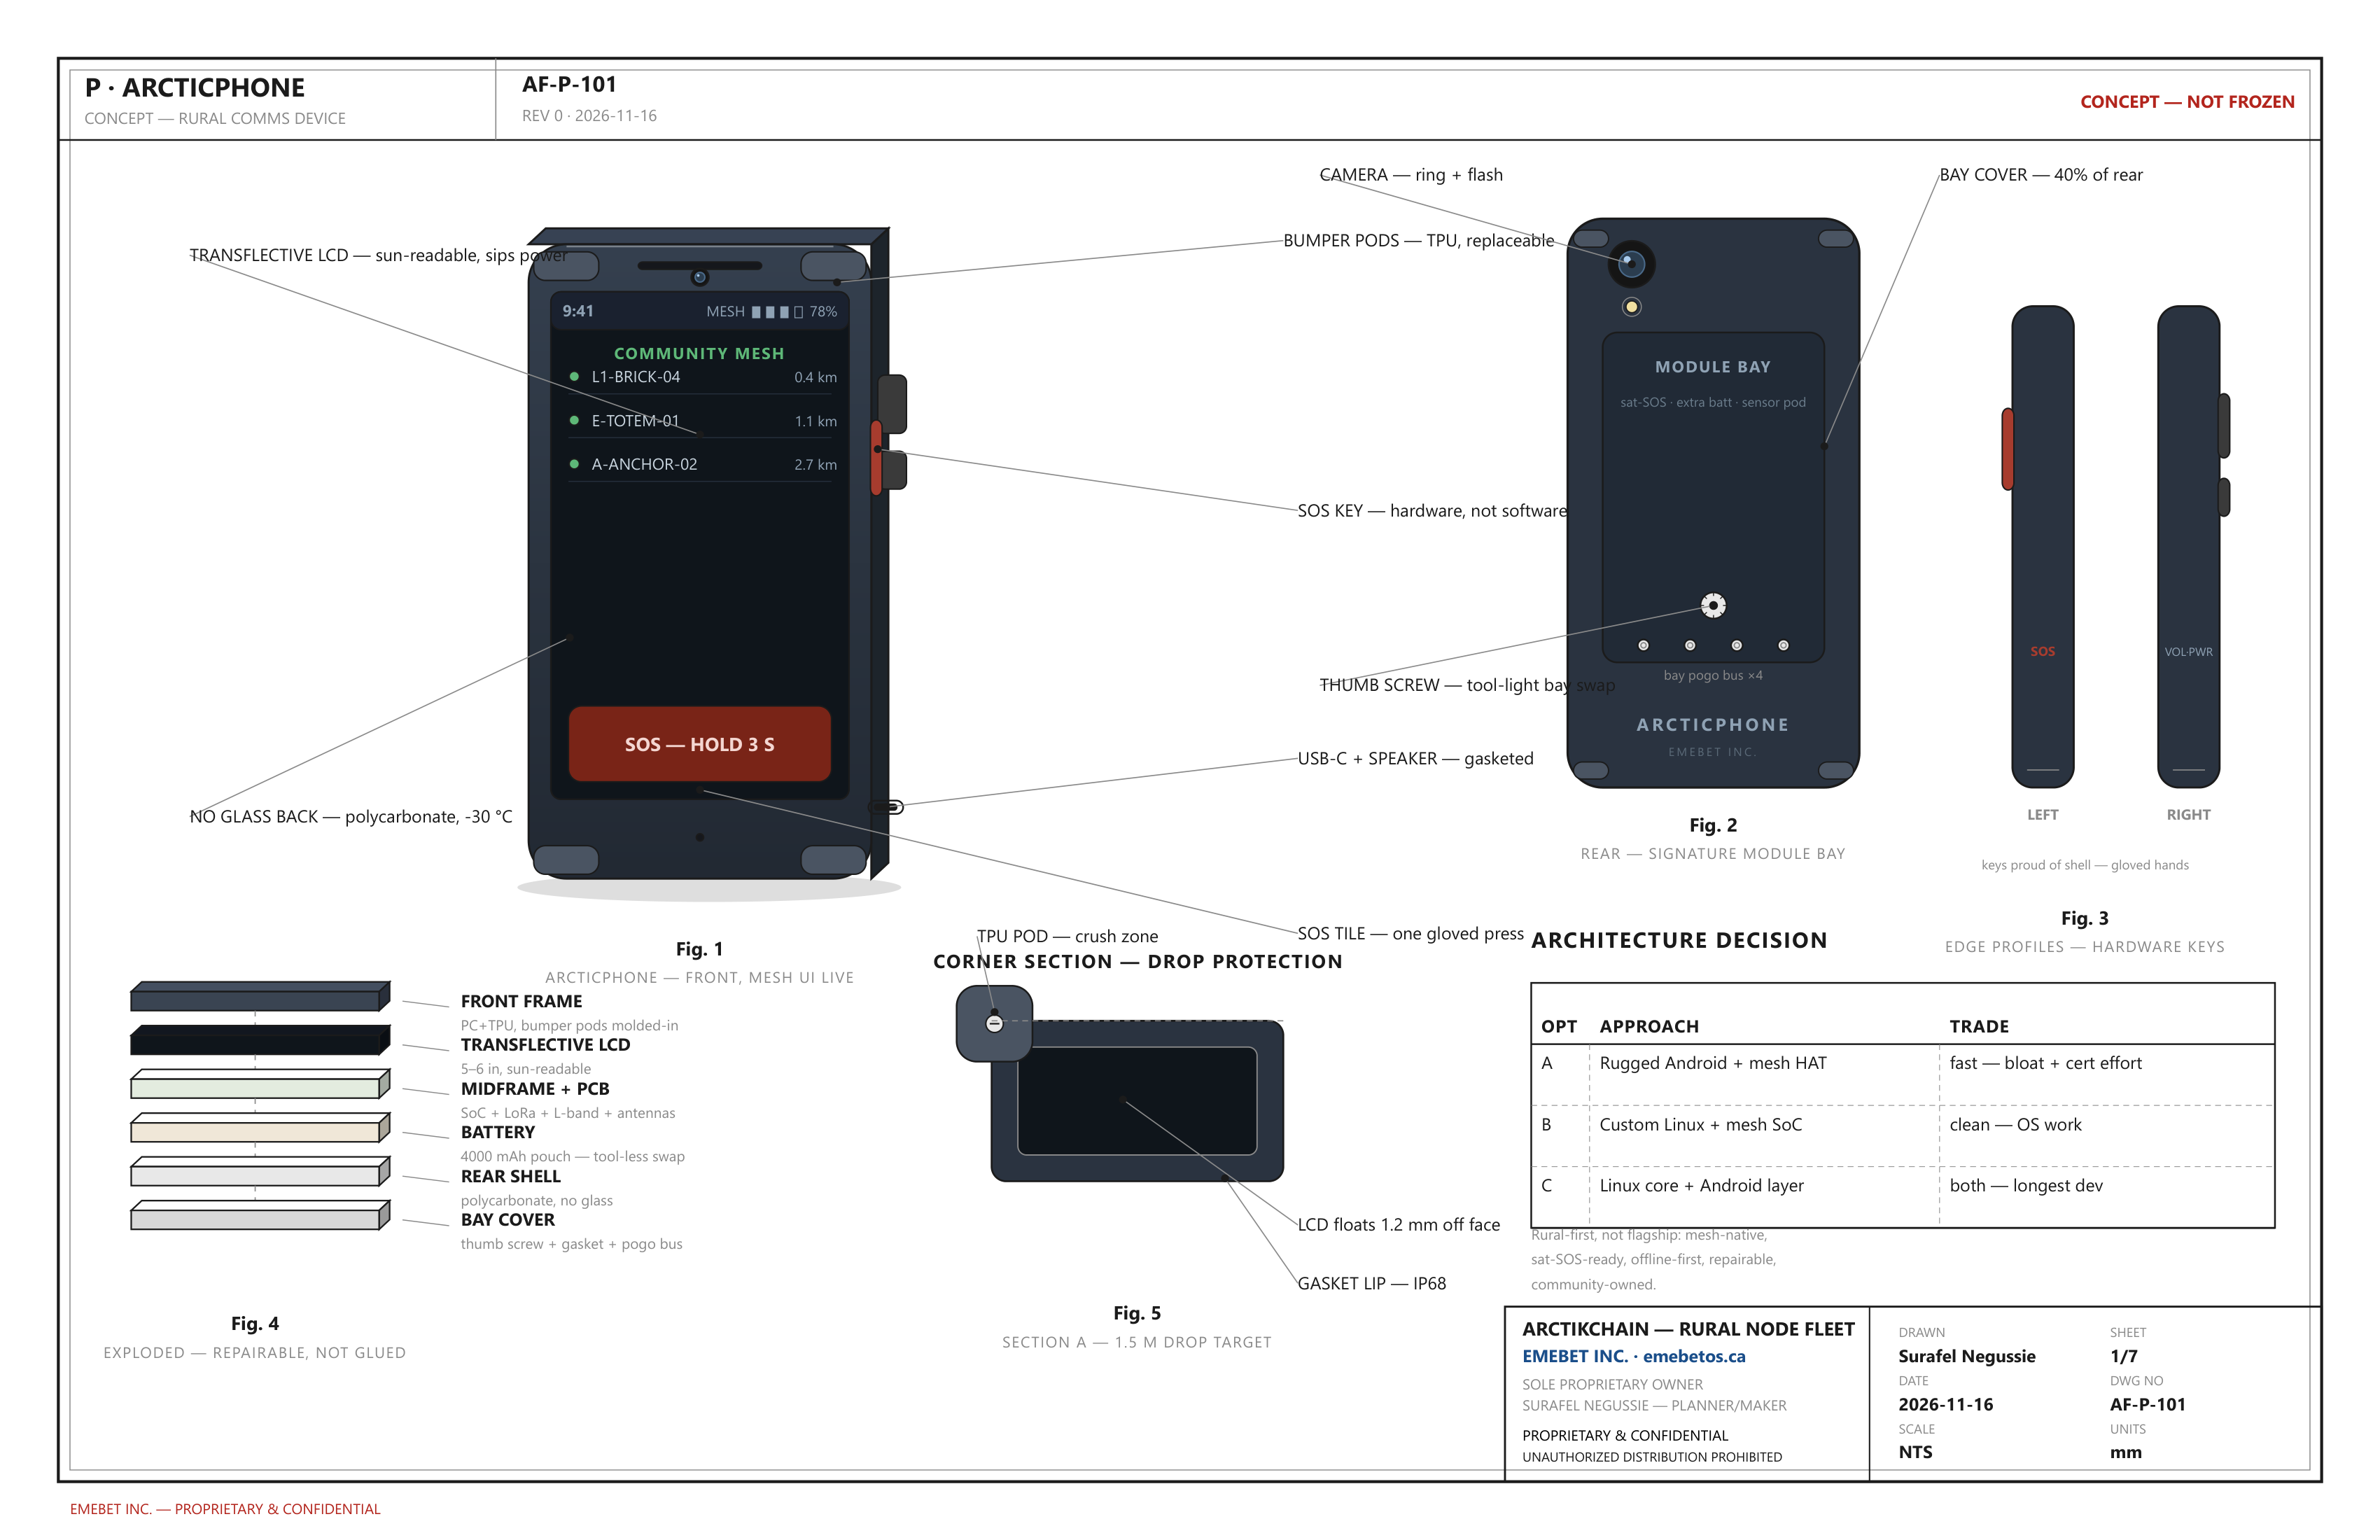 P · ARCTICPHONE
CONCEPT — RURAL COMMS DEVICE
AF-P-101
REV 0 · 2026-11-16
CONCEPT — NOT FROZEN
CAMERA — ring + flash
BAY COVER — 40% of rear
TRANSFLECTIVE LCD — sun-readable, sips power
BUMPER PODS — TPU, replaceable
9:41
MESH 78%
COMMUNITY MESH
L1-BRICK-04 0.4 km
E-TOTEM-01 1.1 km
A-ANCHOR-02 2.7 km
SOS — HOLD 3 S
SOS KEY — hardware, not software
THUMB SCREW — tool-light bay swap
USB-C + SPEAKER — gasketed
NO GLASS BACK — polycarbonate, -30 °C
SOS TILE — one gloved press
Fig. 1
ARCTICPHONE — FRONT, MESH UI LIVE
MODULE BAY
sat-SOS · extra batt · sensor pod
bay pogo bus ×4
ARCTICPHONE
EMEBET INC.
Fig. 2
REAR — SIGNATURE MODULE BAY
SOS
VOL·PWR
LEFT
RIGHT
keys proud of shell — gloved hands
Fig. 3
EDGE PROFILES — HARDWARE KEYS
FRONT FRAME
PC+TPU, bumper pods molded-in
TRANSFLECTIVE LCD
5–6 in, sun-readable
MIDFRAME + PCB
SoC + LoRa + L-band + antennas
BATTERY
4000 mAh pouch — tool-less swap
REAR SHELL
polycarbonate, no glass
BAY COVER
thumb screw + gasket + pogo bus
Fig. 4
EXPLODED — REPAIRABLE, NOT GLUED
TPU POD — crush zone
CORNER SECTION — DROP PROTECTION
LCD floats 1.2 mm off face
GASKET LIP — IP68
Fig. 5
SECTION A — 1.5 M DROP TARGET
ARCHITECTURE DECISION
OPT APPROACH TRADE
A Rugged Android + mesh HAT fast — bloat + cert effort
B Custom Linux + mesh SoC clean — OS work
C Linux core + Android layer both — longest dev
Rural-first, not flagship: mesh-native,
sat-SOS-ready, offline-first, repairable,
community-owned.
ARCTIKCHAIN — RURAL NODE FLEET
EMEBET INC. · emebetos.ca
SOLE PROPRIETARY OWNER
SURAFEL NEGUSSIE — PLANNER/MAKER
PROPRIETARY & CONFIDENTIAL
UNAUTHORIZED DISTRIBUTION PROHIBITED
DRAWN
Surafel Negussie
DATE
2026-11-16
SCALE
NTS
SHEET
1/7
DWG NO
AF-P-101
UNITS
mm
EMEBET INC. — PROPRIETARY & CONFIDENTIAL